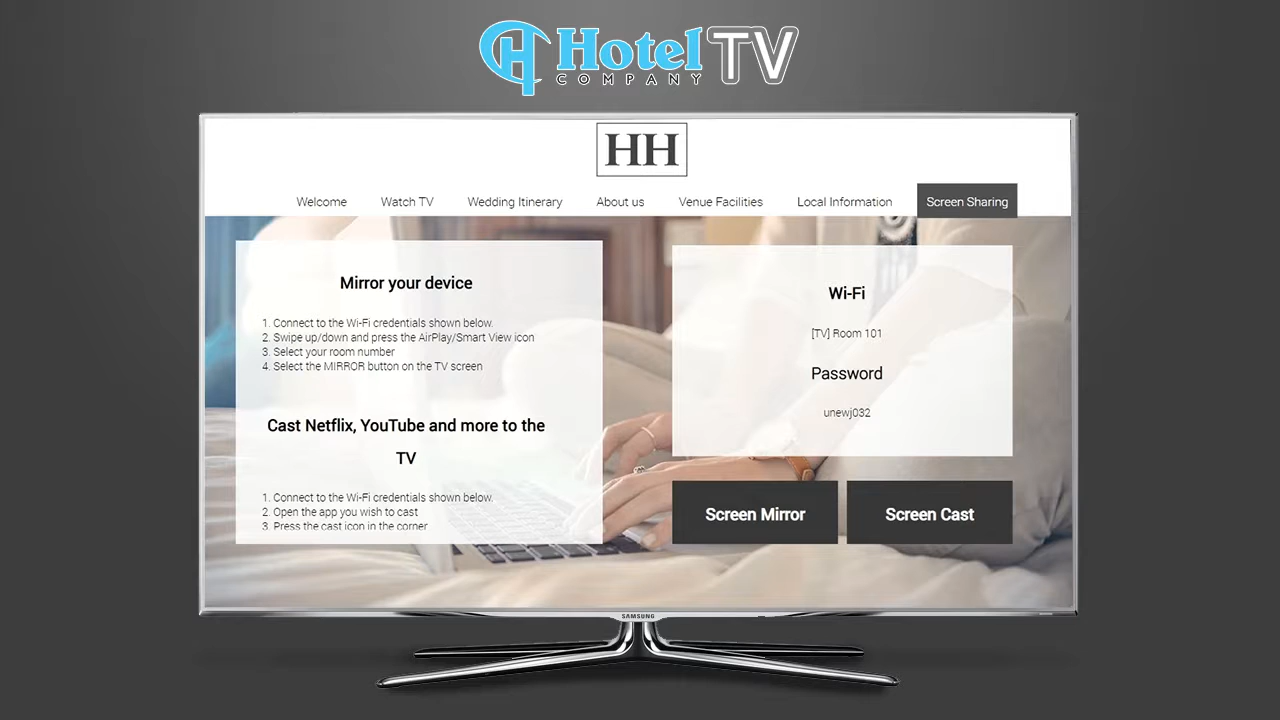 Hotel TV
COMPANY
HH
Welcome Watch TV Wedding Itinerary About us Venue Facilities Local Information Screen Sharing
Mirror your device
1. Connect to the Wi-Fi credentials shown below.
2. Swipe up/down and press the AirPlay/Smart View icon
3. Select your room number
4. Select the MIRROR button on the TV screen
Cast Netflix, YouTube and more to the
TV
1. Connect to the Wi-Fi credentials shown below.
2. Open the app you wish to cast
3. Press the cast icon in the corner
Wi-Fi
[TV] Room 101
Password
unewj032
Screen Mirror Screen Cast
SAMSUNG